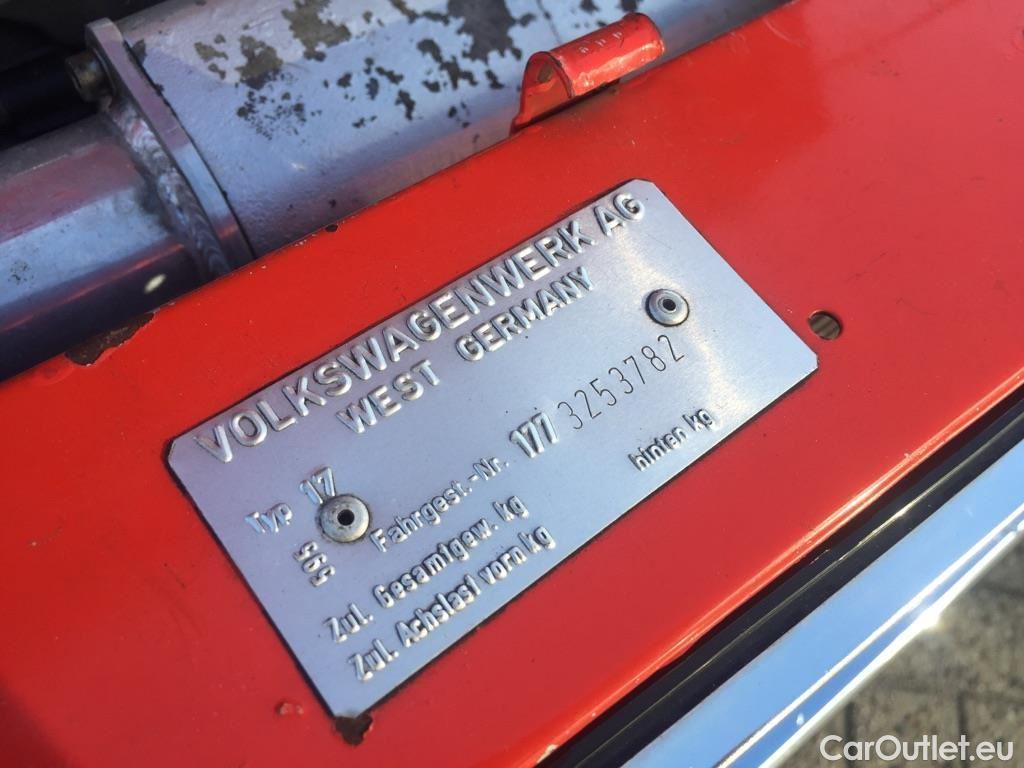 VOLKSWAGENWERK AG
WEST GERMANY
Typ 17
Fahrgest.-Nr. 177 3253782
595
Zul. Gesamtgew. kg
Zul. Achslast vorn kg
hinten kg
CarOutlet.eu